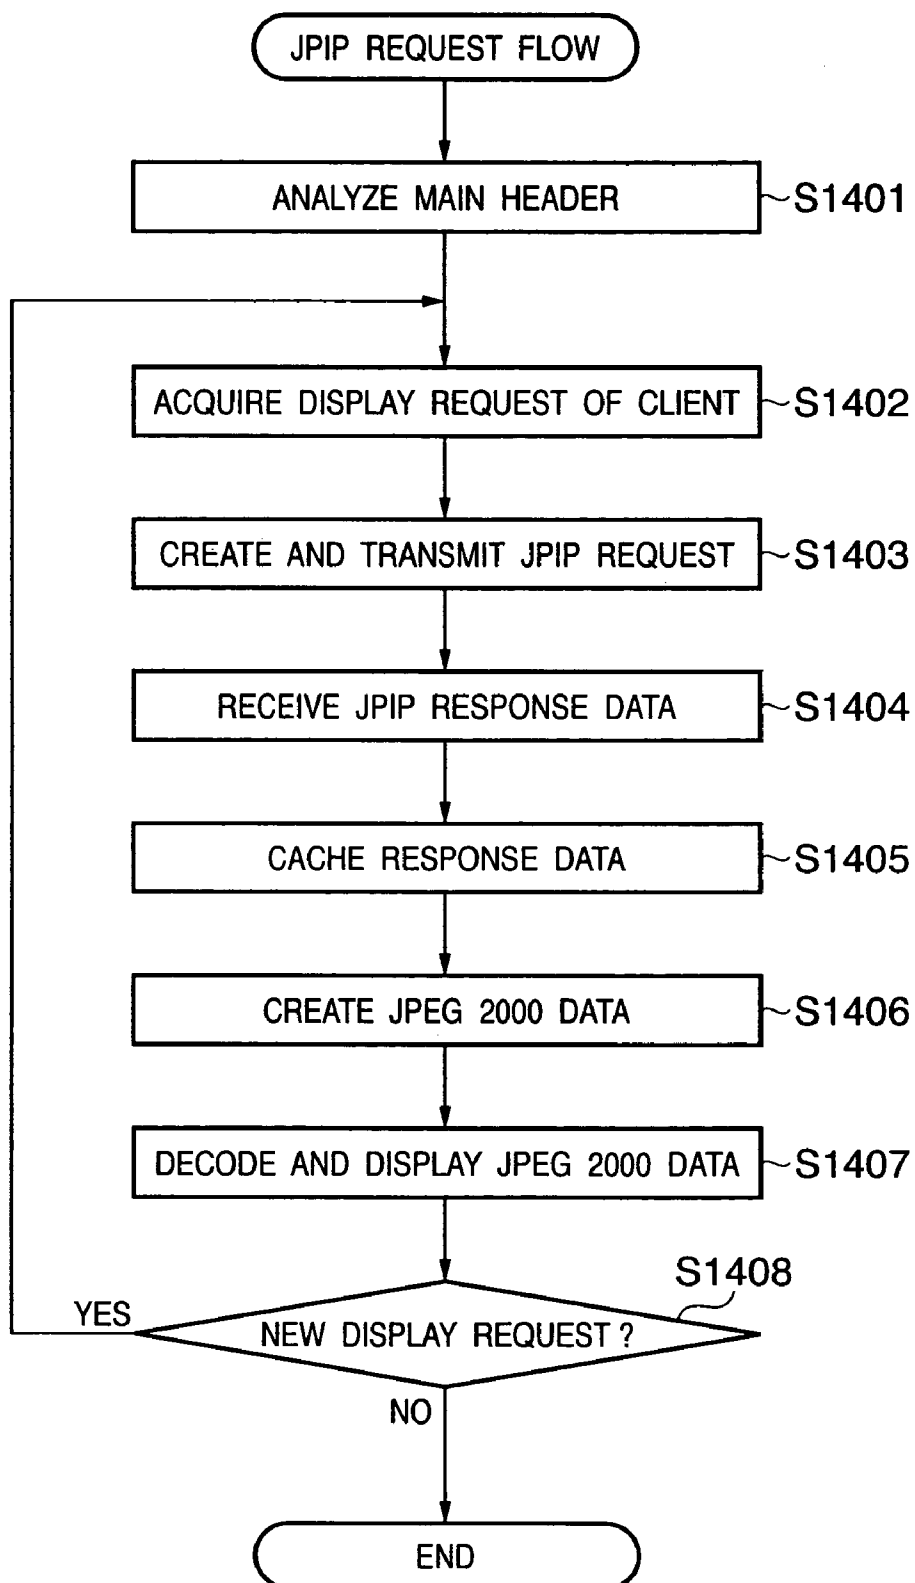 JPIP REQUEST FLOW
ANALYZE MAIN HEADER
S1401
ACQUIRE DISPLAY REQUEST OF CLIENT
S1402
CREATE AND TRANSMIT JPIP REQUEST
S1403
RECEIVE JPIP RESPONSE DATA
S1404
CACHE RESPONSE DATA
S1405
CREATE JPEG 2000 DATA
S1406
DECODE AND DISPLAY JPEG 2000 DATA
S1407
S1408
YES
NEW DISPLAY REQUEST ?
NO
END